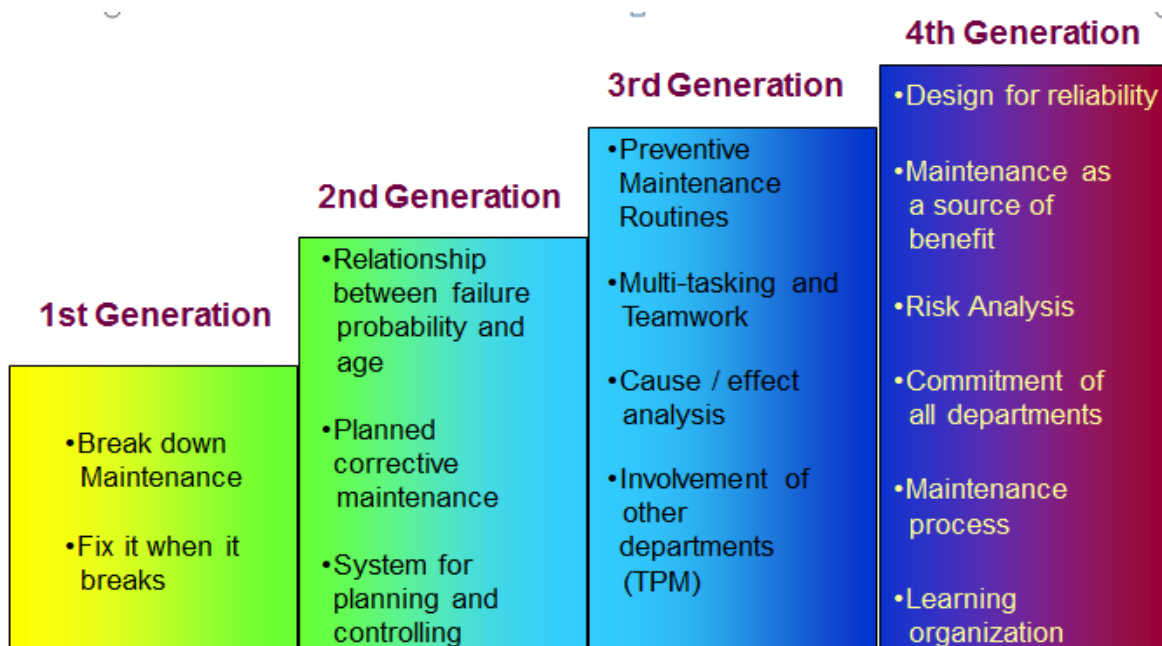 1st Generation
•Break down
Maintenance
•Fix it when it
breaks
2nd Generation
•Relationship
between failure
probability and
age
•Planned
corrective
maintenance
•System for
planning and
controlling
3rd Generation
•Preventive
Maintenance
Routines
•Multi-tasking and
Teamwork
•Cause / effect
analysis
•Involvement of
other
departments
(TPM)
4th Generation
•Design for reliability
•Maintenance as
a source of
benefit
•Risk Analysis
•Commitment of
all departments
•Maintenance
process
•Learning
organization